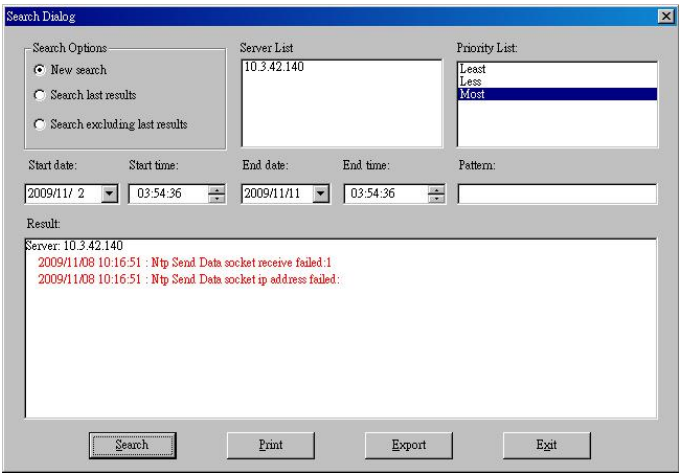 Search Dialog
Search Options
New search
Search last results
Search excluding last results
Server List
10.3.42.140
Priority List:
Least
Less
Most
Start date:
Start time:
End date:
End time:
Pattern:
2009/11/ 2
03:54:36
2009/11/11
03:54:36
Result:
Server: 10.3.42.140
2009/11/08 10:16:51 : Ntp Send Data socket receive failed:1
2009/11/08 10:16:51 : Ntp Send Data socket ip address failed:
Search
Print
Export
Exit